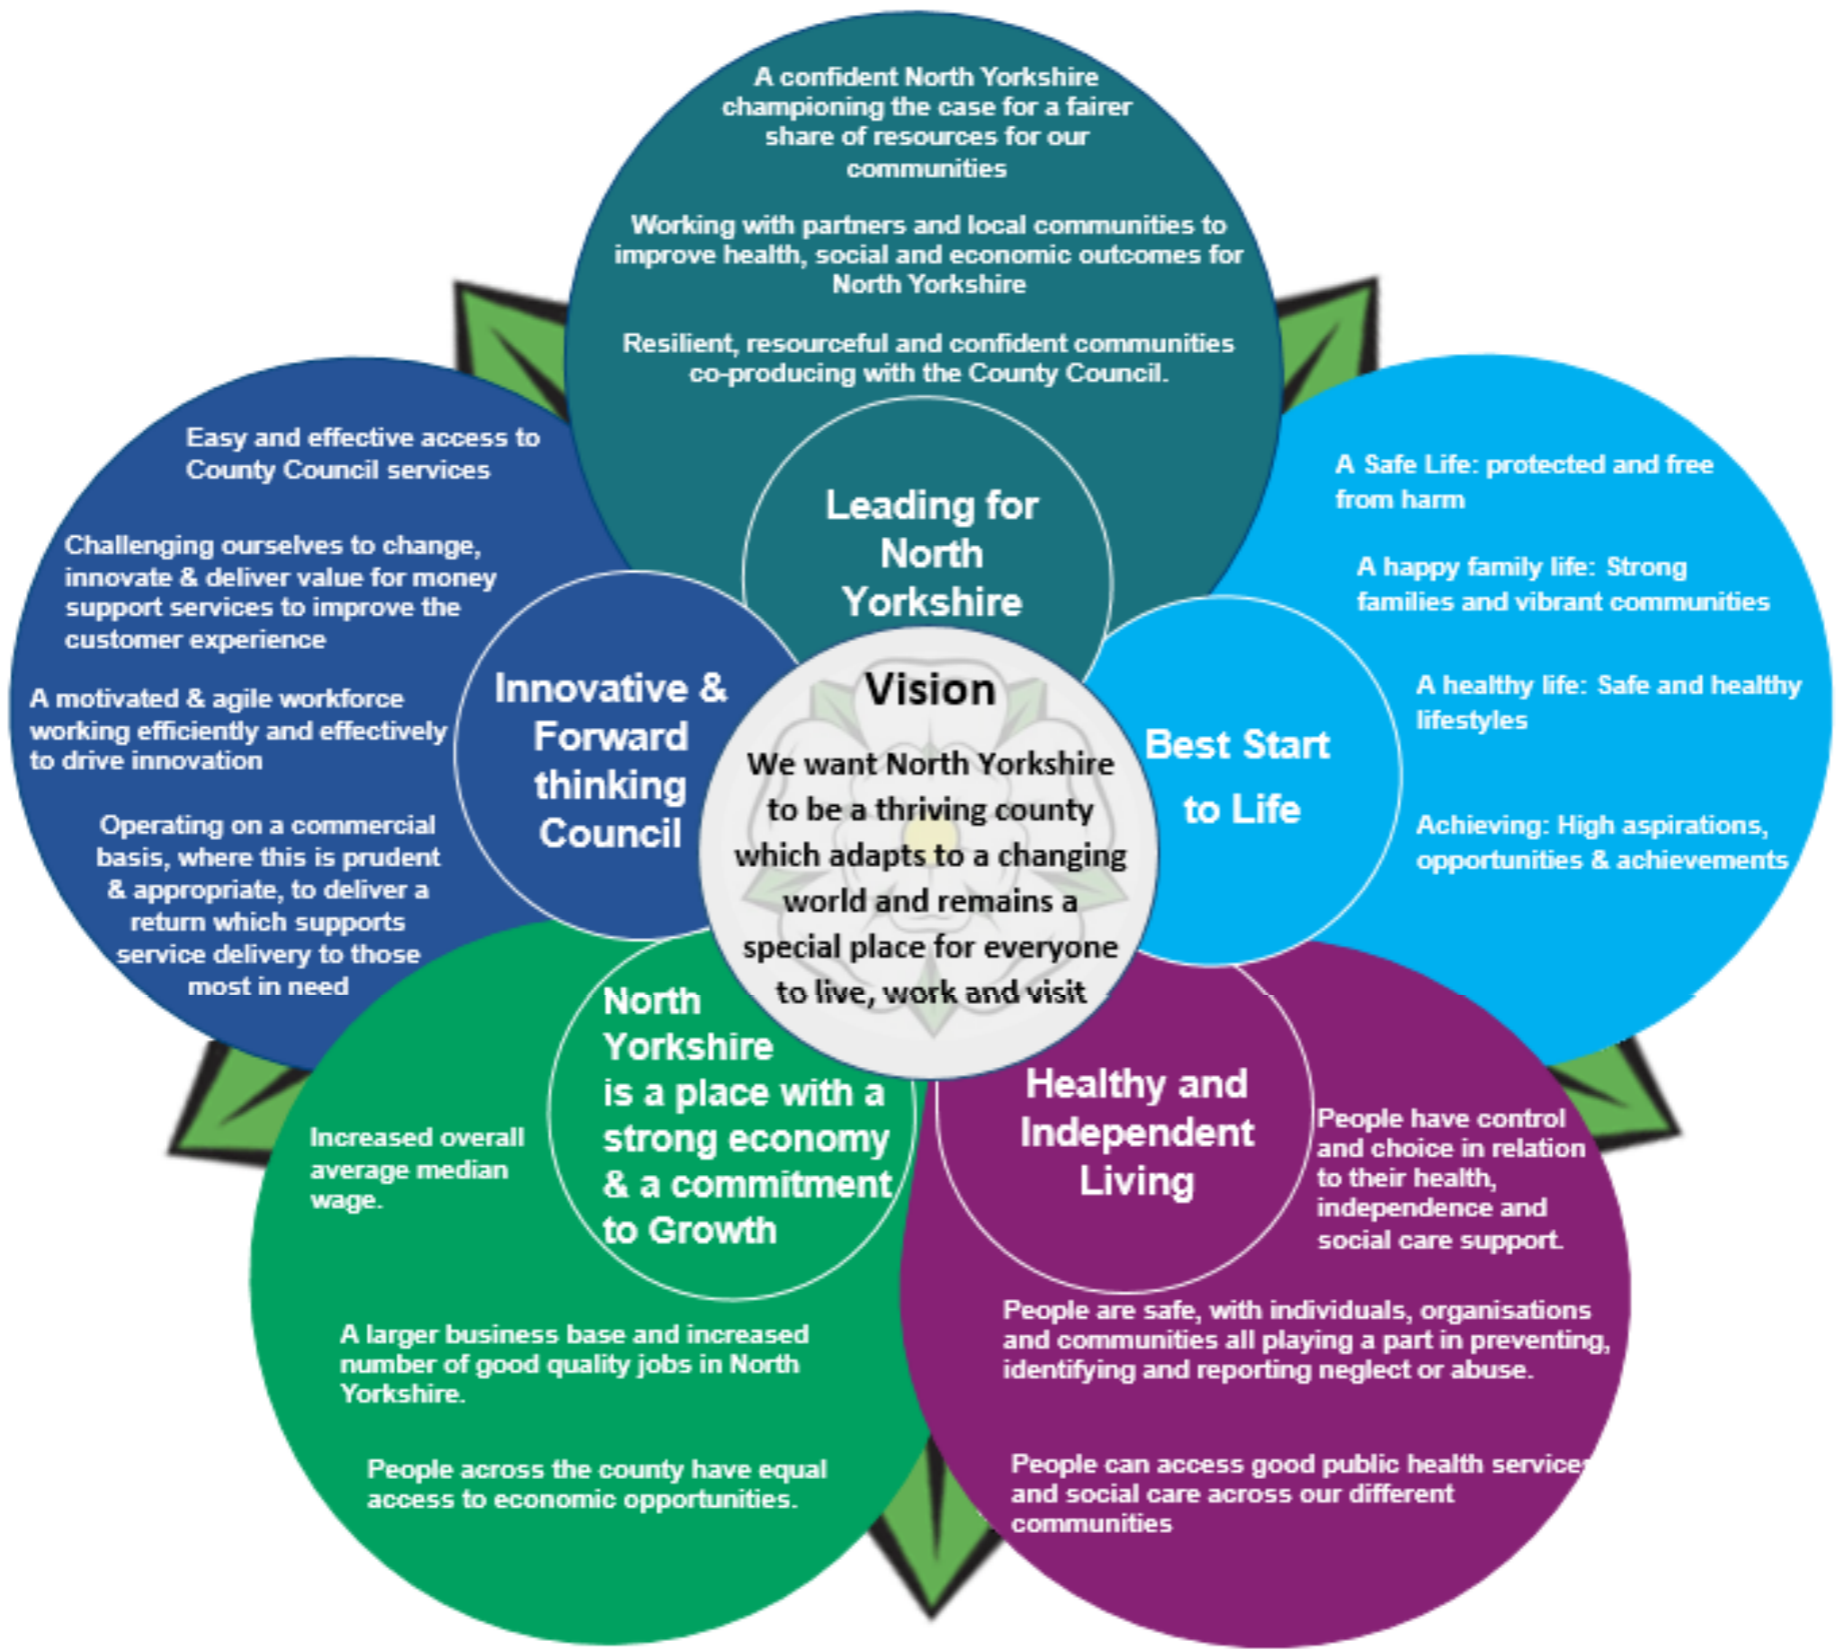 A confident North Yorkshire
championing the case for a fairer
share of resources for our
communities
Working with partners and local communities to
improve health, social and economic outcomes for
North Yorkshire
Resilient, resourceful and confident communities
co-producing with the County Council.
Leading for
North
Yorkshire
Easy and effective access to
County Council services
Challenging ourselves to change,
innovate & deliver value for money
support services to improve the
customer experience
A motivated & agile workforce
working efficiently and effectively
to drive innovation
Operating on a commercial
basis, where this is prudent
& appropriate, to deliver a
return which supports
service delivery to those
most in need
Innovative &
Forward
thinking
Council
Vision
We want North Yorkshire
to be a thriving county
which adapts to a changing
world and remains a
special place for everyone
to live, work and visit
Best Start
to Life
A Safe Life: protected and free
from harm
A happy family life: Strong
families and vibrant communities
A healthy life: Safe and healthy
lifestyles
Achieving: High aspirations,
opportunities & achievements
North
Yorkshire
is a place with a
strong economy
& a commitment
to Growth
Increased overall
average median
wage.
A larger business base and increased
number of good quality jobs in North
Yorkshire.
People across the county have equal
access to economic opportunities.
Healthy and
Independent
Living
People have control
and choice in relation
to their health,
independence and
social care support.
People are safe, with individuals, organisations
and communities all playing a part in preventing,
identifying and reporting neglect or abuse.
People can access good public health services
and social care across our different
communities